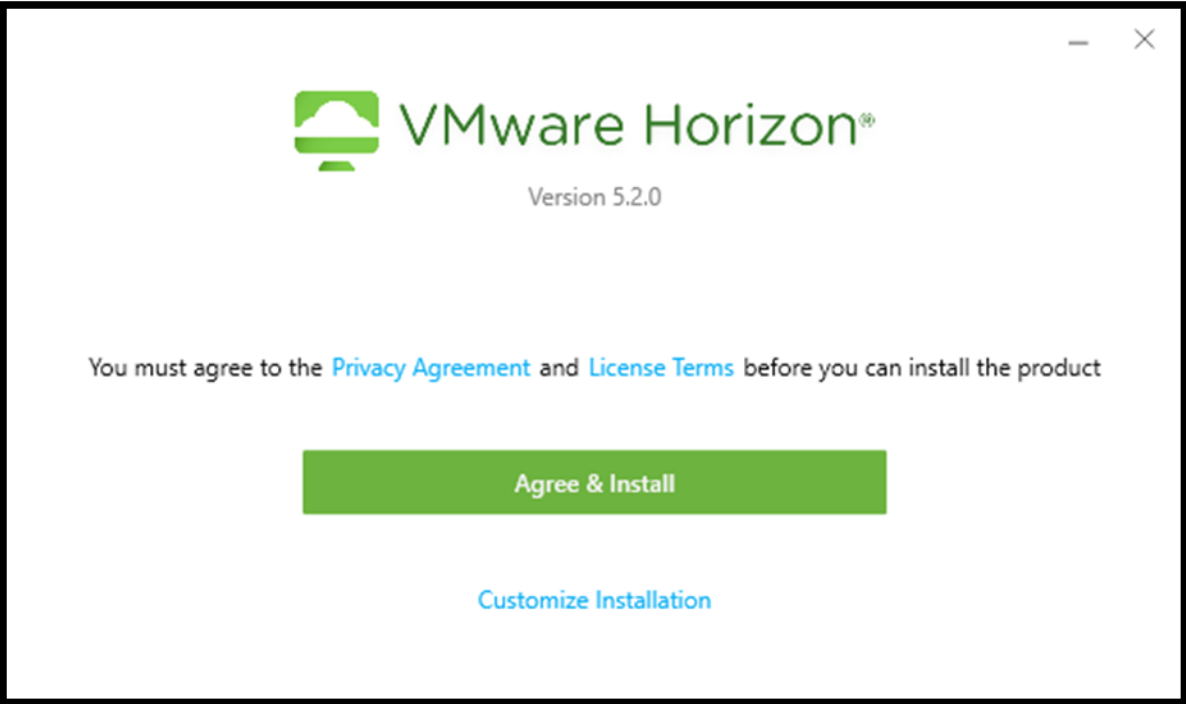 VMware Horizon®
Version 5.2.0
You must agree to the Privacy Agreement and License Terms before you can install the product
Agree & Install
Customize Installation